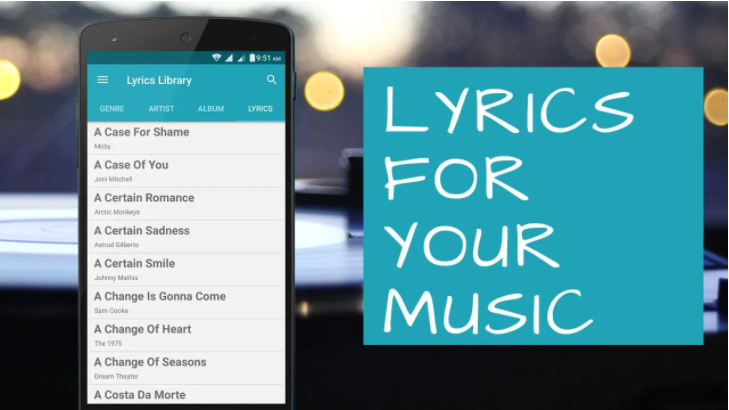 9:51 AM
Lyrics Library
GENRE ARTIST ALBUM LYRICS
A Case For Shame
Moby
A Case Of You
Joni Mitchell
A Certain Romance
Arctic Monkeys
A Certain Sadness
Astrud Gilberto
A Certain Smile
Johnny Mathis
A Change Is Gonna Come
Sam Cooke
A Change Of Heart
The 1975
A Change Of Seasons
Dream Theater
A Costa Da Morte
LYRICS
FOR
YOUR
MUSIC